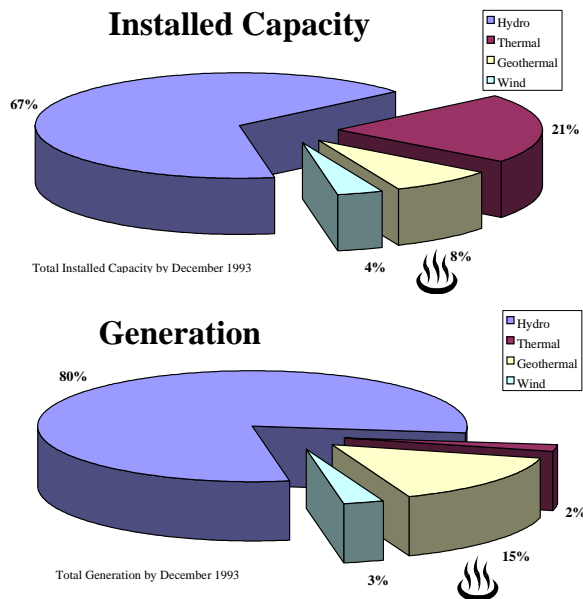 Installed Capacity
Hydro
Thermal
Geothermal
Wind
67%
21%
8%
4%
Total Installed Capacity by December 1993
Generation
Hydro
Thermal
Geothermal
Wind
80%
2%
15%
3%
Total Generation by December 1993